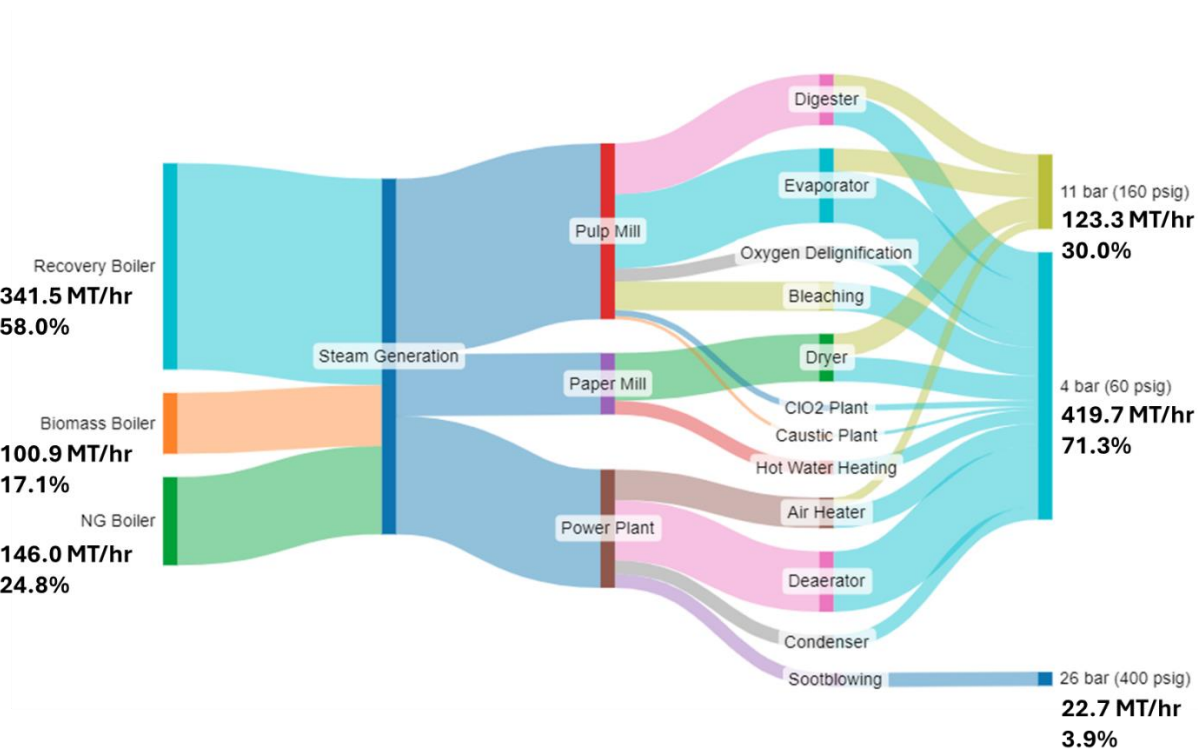 Recovery Boiler
341.5 MT/hr
58.0%
Biomass Boiler
100.9 MT/hr
17.1%
NG Boiler
146.0 MT/hr
24.8%
Steam Generation
Pulp Mill
Paper Mill
Power Plant
Digester
Evaporator
Oxygen Delignification
Bleaching
Dryer
ClO2 Plant
Caustic Plant
Hot Water Heating
Air Heater
Deaerator
Condenser
Sootblowing
11 bar (160 psig)
123.3 MT/hr
30.0%
4 bar (60 psig)
419.7 MT/hr
71.3%
26 bar (400 psig)
22.7 MT/hr
3.9%